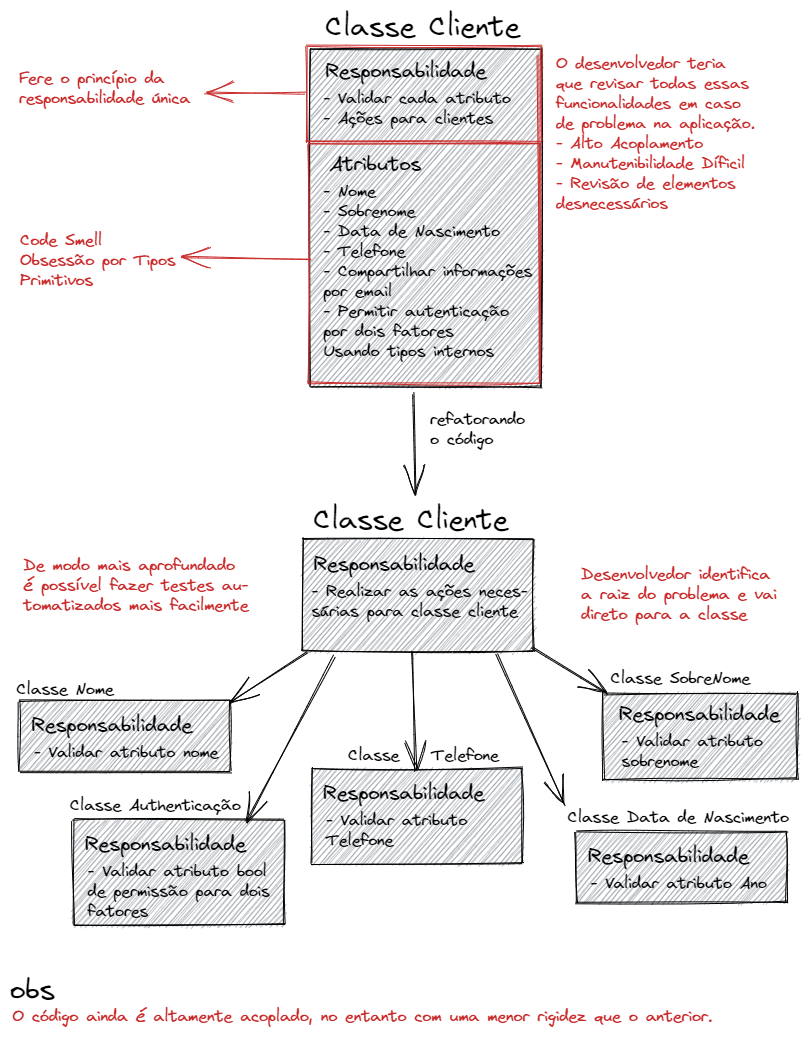 Classe Cliente
Responsabilidade
- Validar cada atributo
- Ações para clientes
Fere o princípio da
responsabilidade única
O desenvolvedor teria
que revisar todas essas
funcionalidades em caso
de problema na aplicação.
- Alto Acoplamento
- Manutenibilidade Díficil
- Revisão de elementos
desnecessários
Atributos
- Nome
- Sobrenome
- Data de Nascimento
- Telefone
- Compartilhar informações
por email
- Permitir autenticação
por dois fatores
Usando tipos internos
Code Smell
Obsessão por Tipos
Primitivos
refatorando
o código
Classe Cliente
Responsabilidade
- Realizar as ações neces-
sárias para classe cliente
De modo mais aprofundado
é possível fazer testes au-
tomatizados mais facilmente
Desenvolvedor identifica
a raiz do problema e vai
direto para a classe
Classe Nome
Responsabilidade
- Validar atributo nome
Classe SobreNome
Responsabilidade
- Validar atributo
sobrenome
Classe Telefone
Responsabilidade
- Validar atributo
Telefone
Classe Authenticação
Responsabilidade
- Validar atributo bool
de permissão para dois
fatores
Classe Data de Nascimento
Responsabilidade
- Validar atributo Ano
obs
O código ainda é altamente acoplado, no entanto com uma menor rigidez que o anterior.